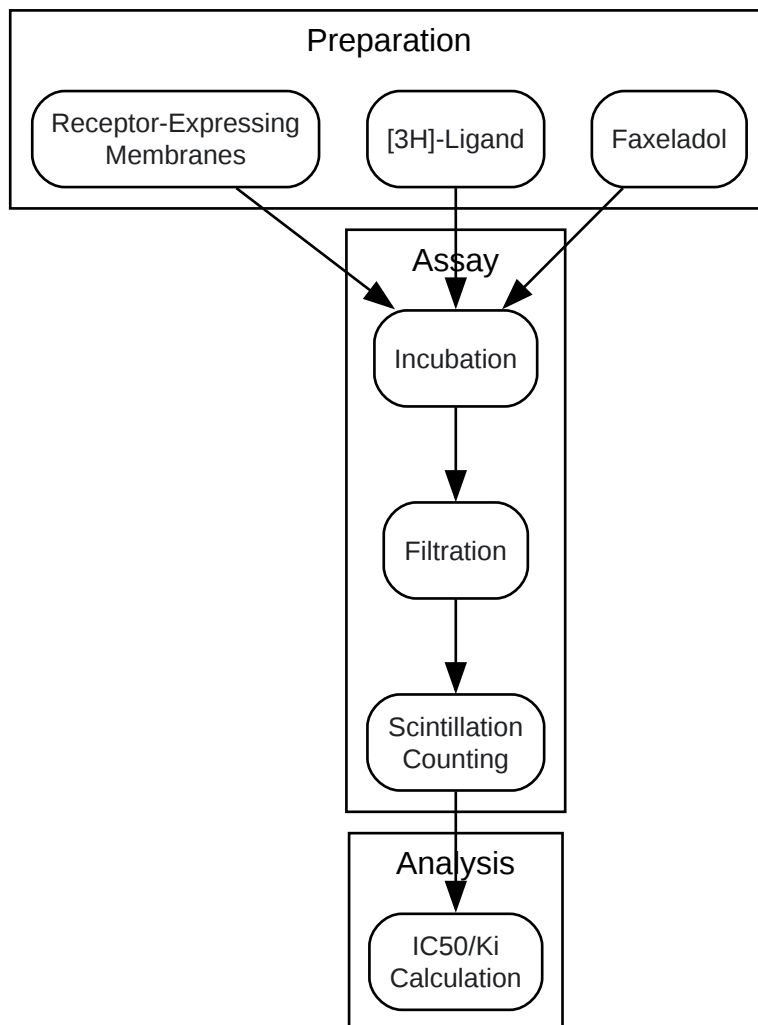 Preparation
Receptor-Expressing
Membranes
[3H]-Ligand
Faxeladol
Assay
Incubation
Filtration
Scintillation
Counting
Analysis
IC50/Ki
Calculation